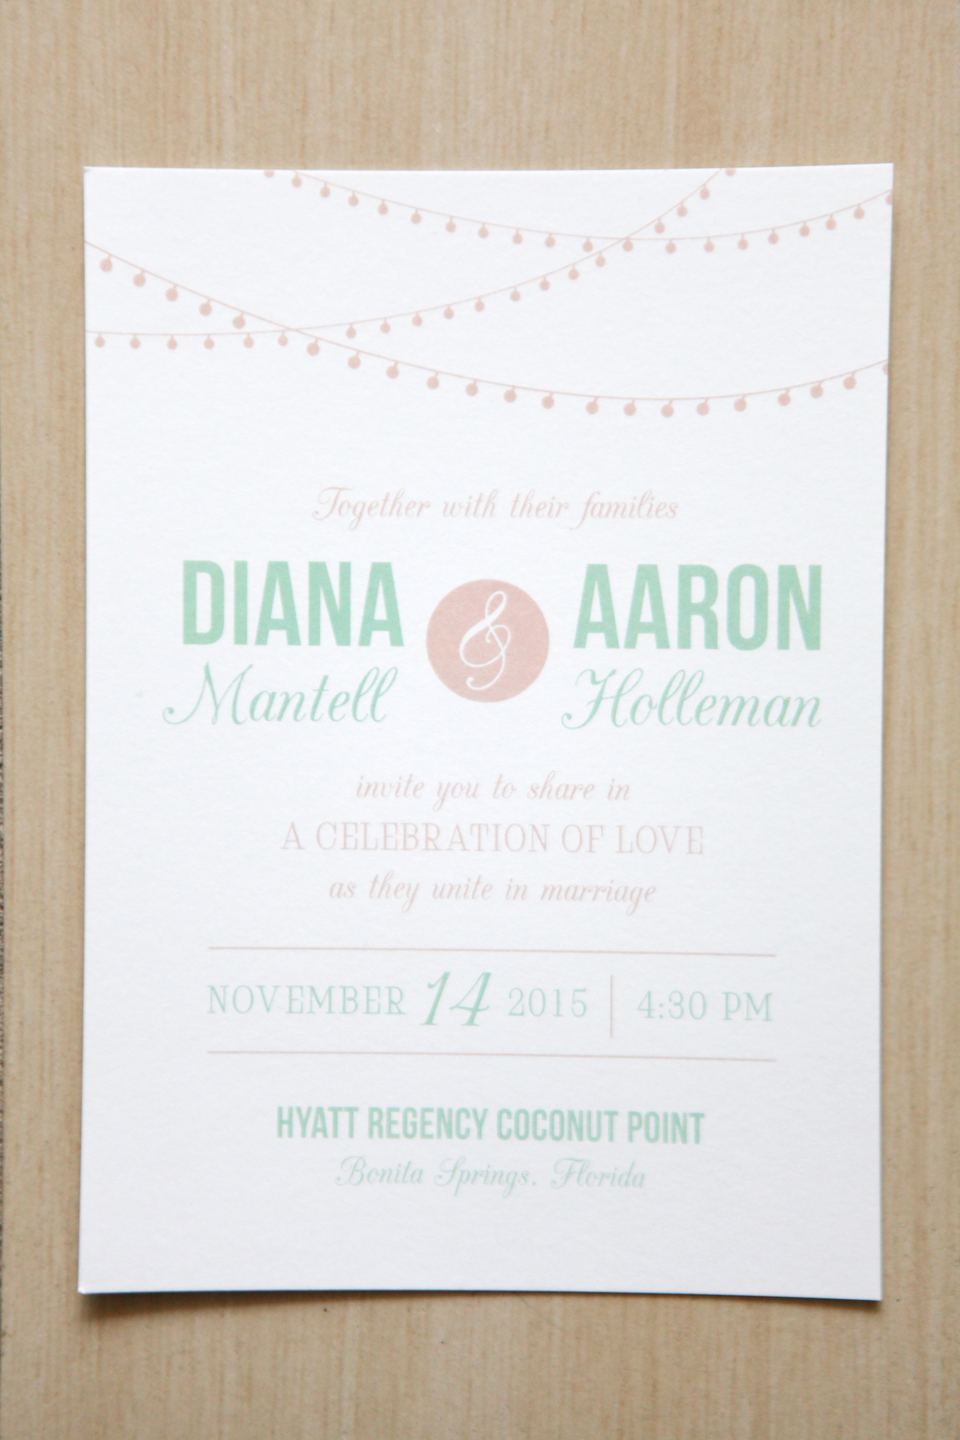 Together with their families
DIANA & AARON
Mantell Holleman
invite you to share in
A CELEBRATION OF LOVE
as they unite in marriage
NOVEMBER 14 2015 | 4:30 PM
HYATT REGENCY COCONUT POINT
Bonita Springs, Florida